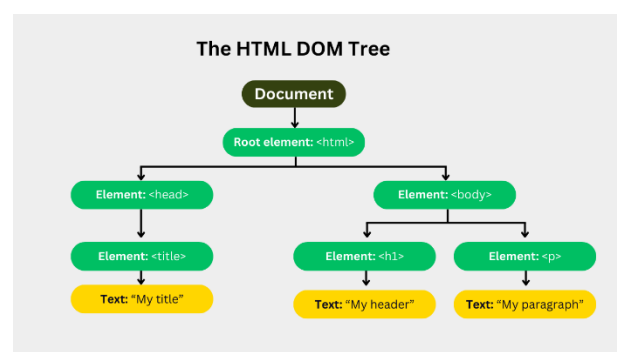 The HTML DOM Tree
Document
Root element: <html>
Element: <head>
Element: <body>
Element: <title>
Element: <h1>
Element: <p>
Text: “My title”
Text: “My header”
Text: “My paragraph”